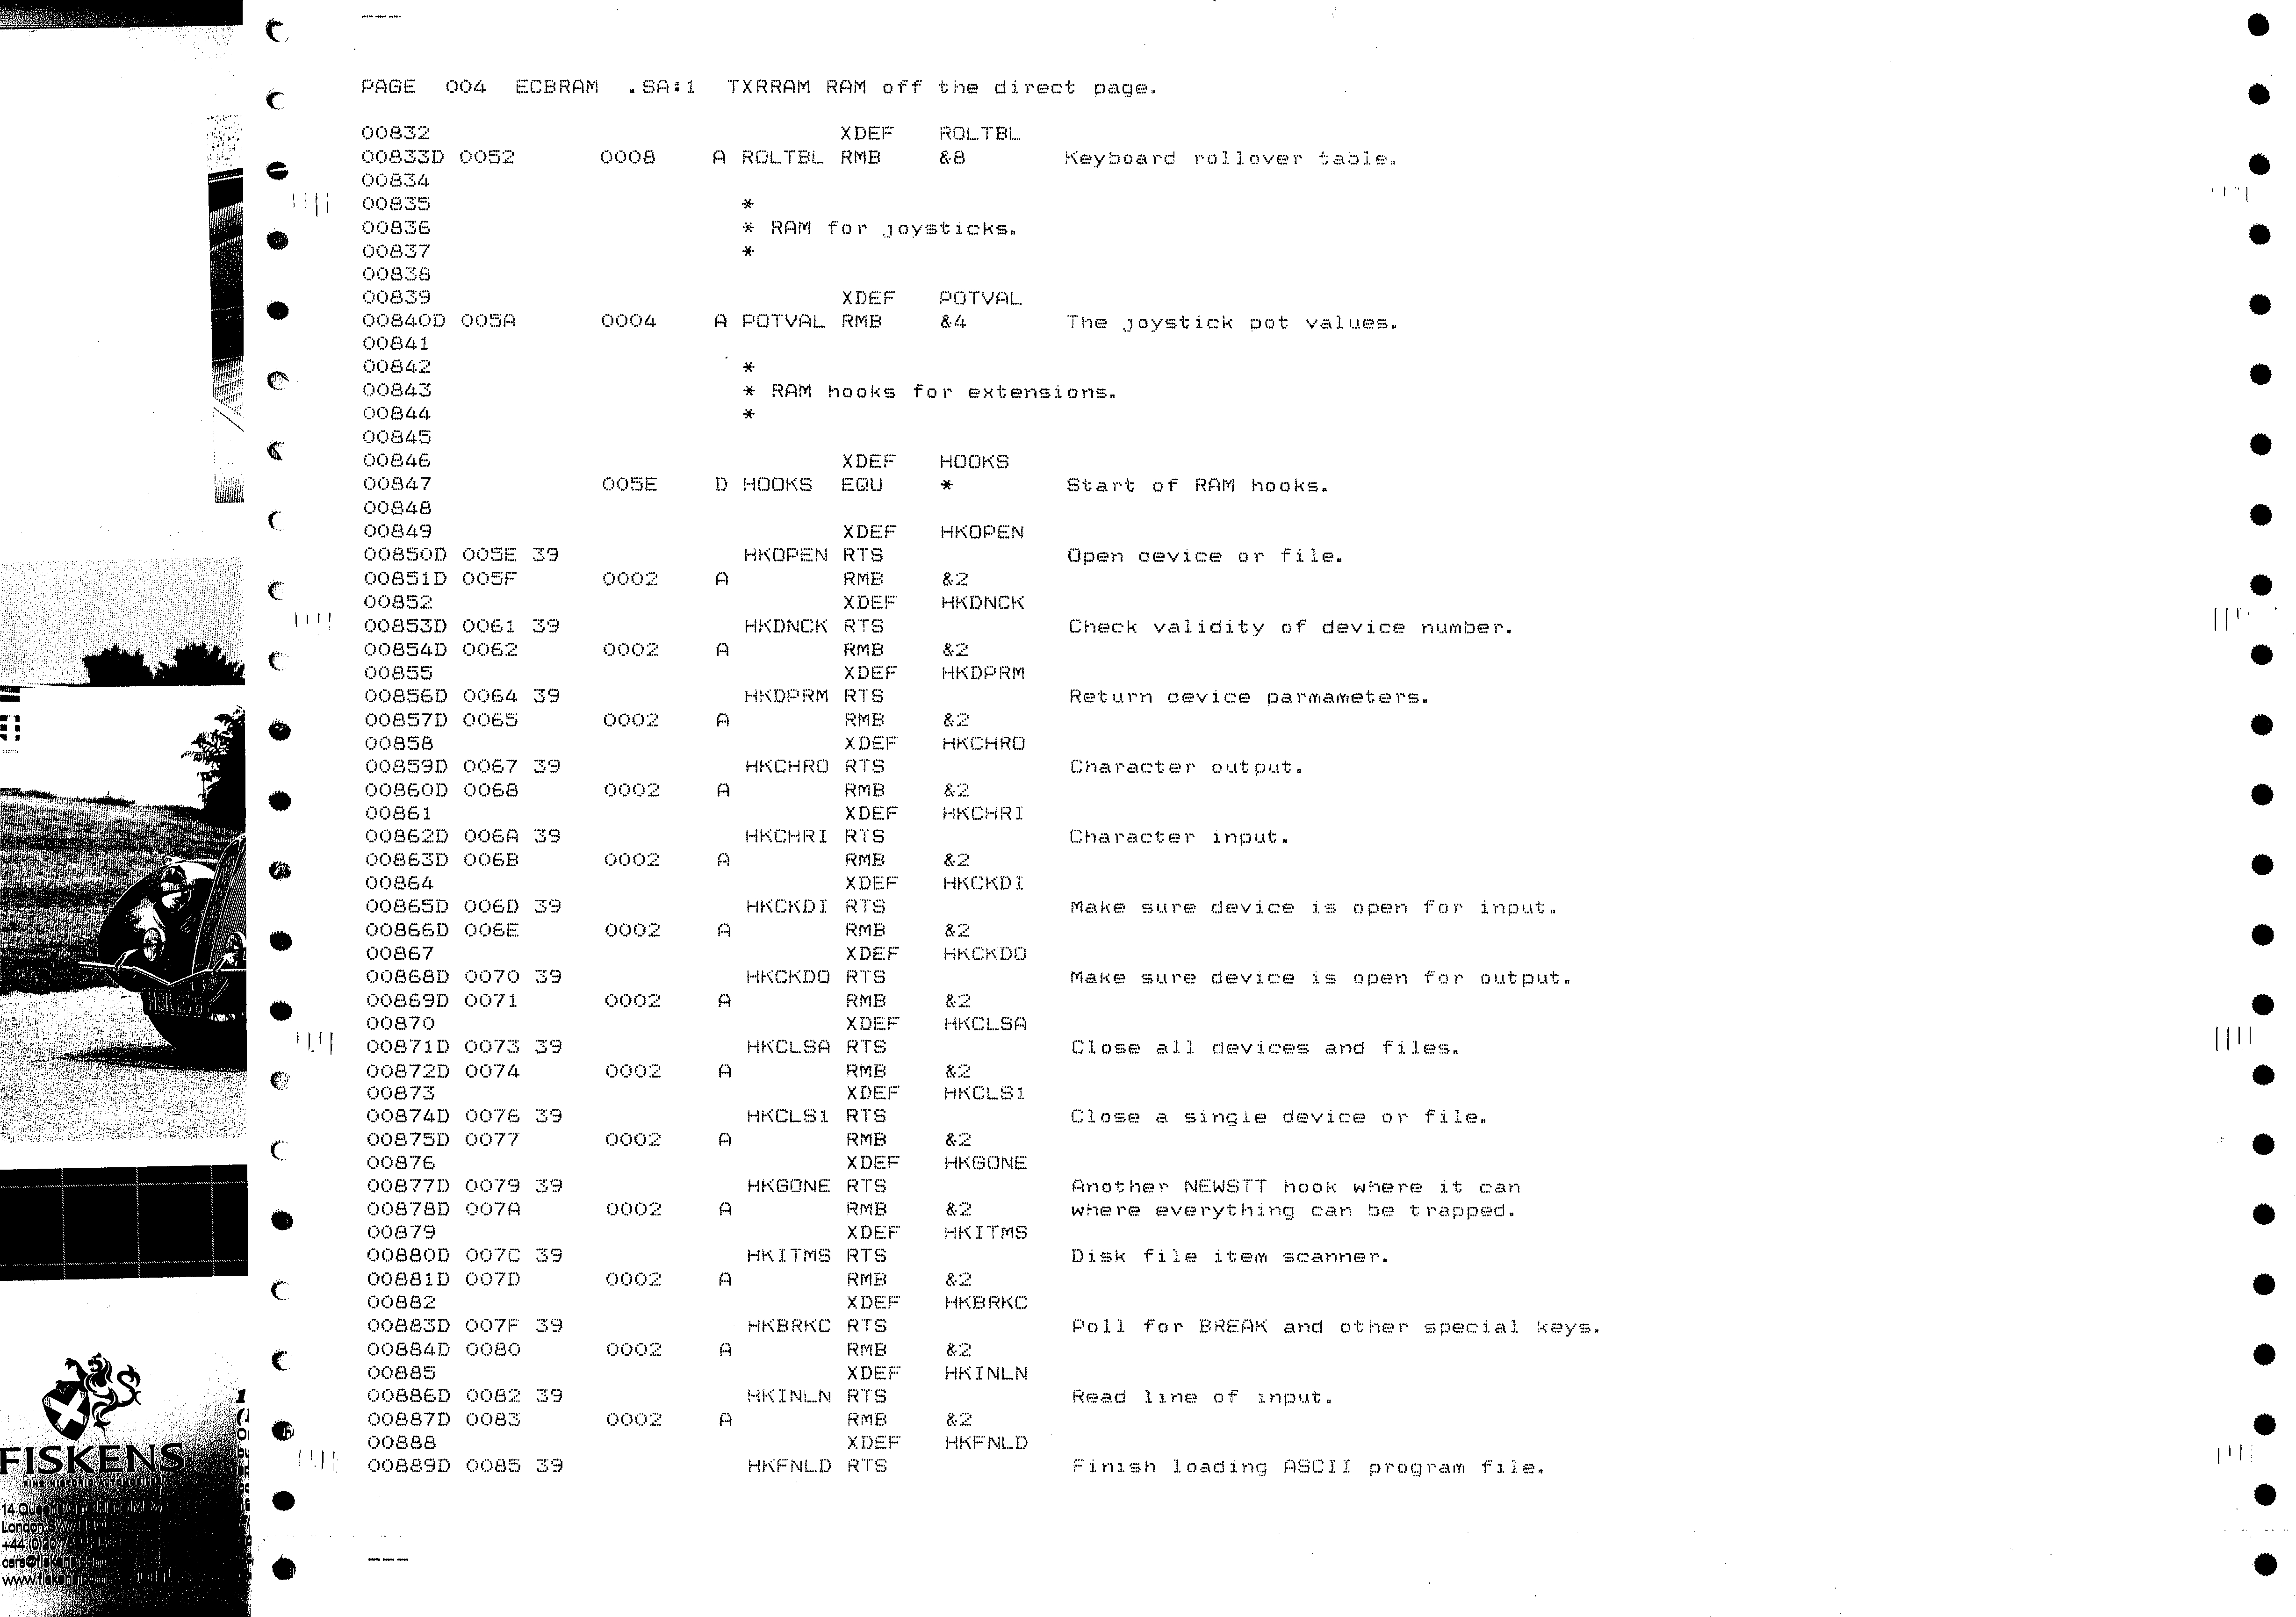 PAGE  004  ECBRAM  .SA:1  TXRRAM RAM off the direct page.
00832 XDEF ROLTBL
00833D 0052 0008 A ROLTBL RMB &8 Keyboard rollover table.
00834
00835 *
00836 * RAM for joysticks.
00837 *
00838
00839 XDEF POTVAL
00840D 005A 0004 A POTVAL RMB &4 The joystick pot values.
00841
00842 *
00843 * RAM hooks for extensions.
00844 *
00845
00846 XDEF HOOKS
00847 005E D HOOKS EQU * Start of RAM hooks.
00848
00849 XDEF HKOPEN
00850D 005E 39 HKOPEN RTS Open device or file.
00851D 005F 0002 A RMB &2
00852 XDEF HKDNCK
00853D 0061 39 HKDNCK RTS Check validity of device number.
00854D 0062 0002 A RMB &2
00855 XDEF HKDPRM
00856D 0064 39 HKDPRM RTS Return device parmameters.
00857D 0065 0002 A RMB &2
00858 XDEF HKCHRO
00859D 0067 39 HKCHRO RTS Character output.
00860D 0068 0002 A RMB &2
00861 XDEF HKCHRI
00862D 006A 39 HKCHRI RTS Character input.
00863D 006B 0002 A RMB &2
00864 XDEF HKCKDI
00865D 006D 39 HKCKDI RTS Make sure device is open for input.
00866D 006E 0002 A RMB &2
00867 XDEF HKCKDO
00868D 0070 39 HKCKDO RTS Make sure device is open for output.
00869D 0071 0002 A RMB &2
00870 XDEF HKCLSA
00871D 0073 39 HKCLSA RTS Close all devices and files.
00872D 0074 0002 A RMB &2
00873 XDEF HKCLS1
00874D 0076 39 HKCLS1 RTS Close a single device or file.
00875D 0077 0002 A RMB &2
00876 XDEF HKGONE
00877D 0079 39 HKGONE RTS Another NEWSTT hook where it can
00878D 007A 0002 A RMB &2 where everything can be trapped.
00879 XDEF HKITMS
00880D 007C 39 HKITMS RTS Disk file item scanner.
00881D 007D 0002 A RMB &2
00882 XDEF HKBRKC
00883D 007F 39 HKBRKC RTS Poll for BREAK and other special keys.
00884D 0080 0002 A RMB &2
00885 XDEF HKINLN
00886D 0082 39 HKINLN RTS Read line of input.
00887D 0083 0002 A RMB &2
00888 XDEF HKFNLD
00889D 0085 39 HKFNLD RTS Finish loading ASCII program file.
FISKENS
14
London
+44 (0)20